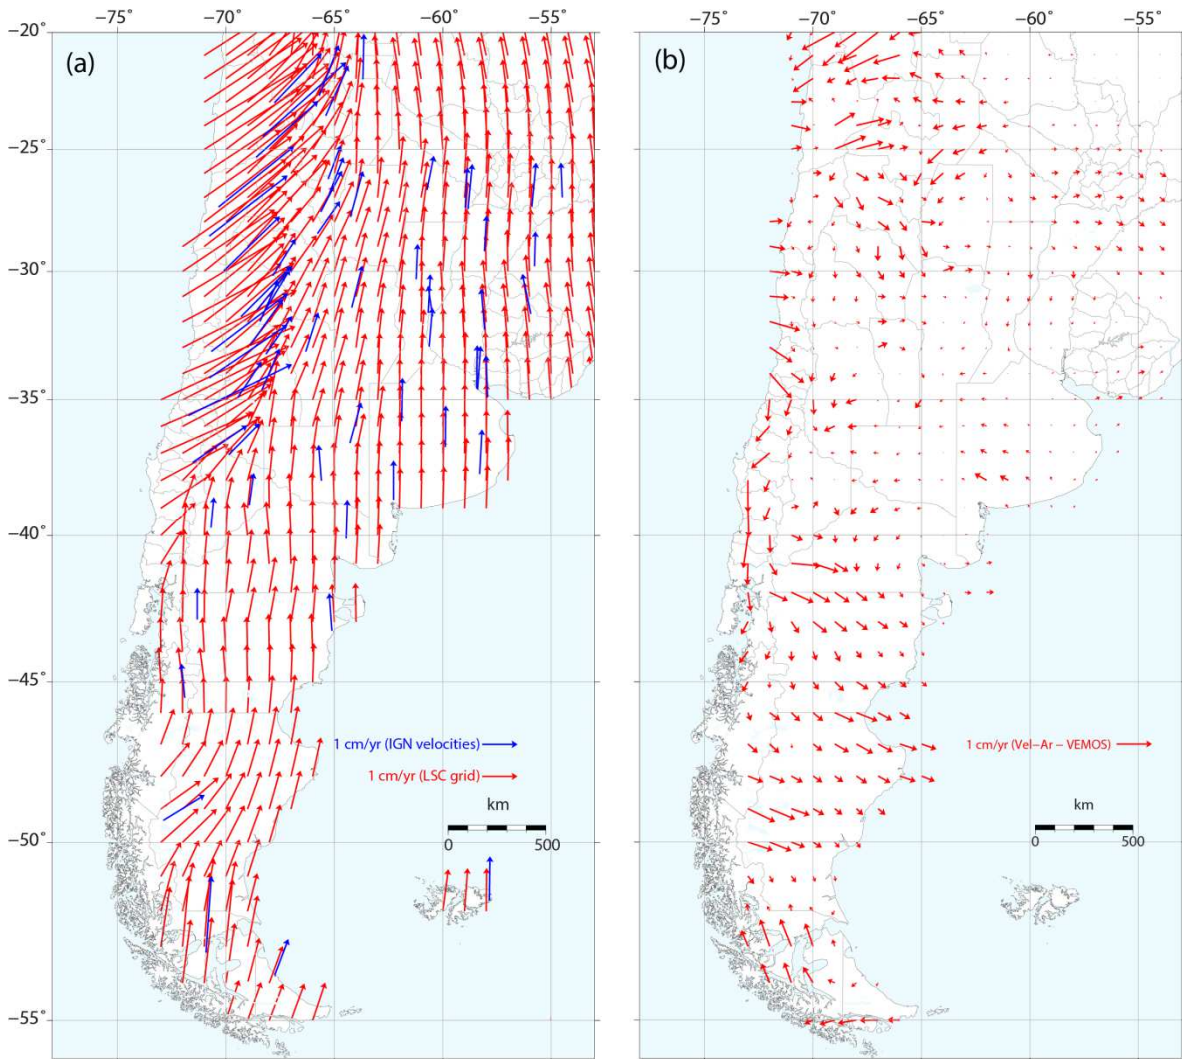 −75° −70° −65° −60° −55° −75° −70° −65° −60° −55°
−20°
(a) (b)
−25°
−30°
−35°
−40°
−45°
1 cm/yr (IGN velocities) 1 cm/yr (Vel−Ar − VEMOS)
1 cm/yr (LSC grid)
km km
−50° 0 500 0 500
−55°